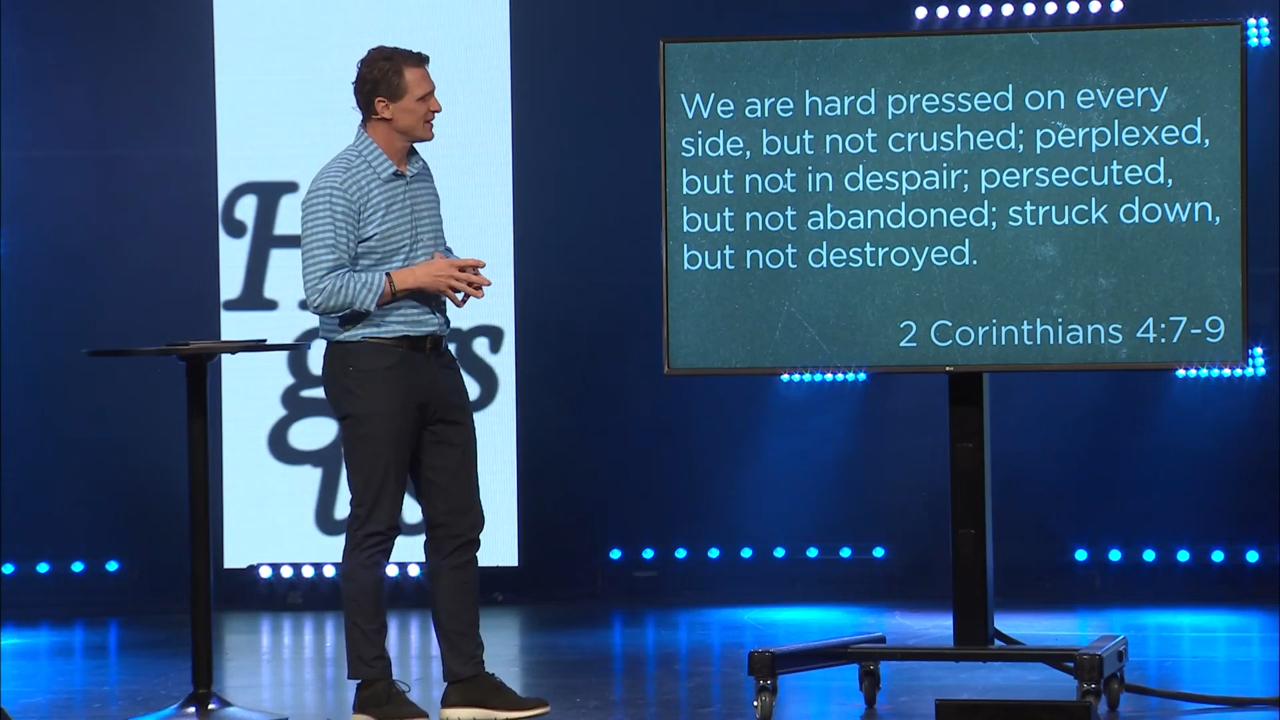 We are hard pressed on every
side, but not crushed; perplexed,
but not in despair; persecuted,
but not abandoned; struck down,
but not destroyed.
2 Corinthians 4:7-9